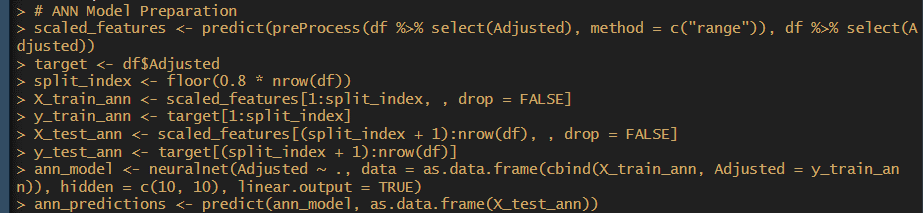 > # ANN Model Preparation
> scaled_features <- predict(preProcess(df %>% select(Adjusted), method = c("range")), df %>% select(A
djusted))
> target <- df$Adjusted
> split_index <- floor(0.8 * nrow(df))
> X_train_ann <- scaled_features[1:split_index, , drop = FALSE]
> y_train_ann <- target[1:split_index]
> X_test_ann <- scaled_features[(split_index + 1):nrow(df), , drop = FALSE]
> y_test_ann <- target[(split_index + 1):nrow(df)]
> ann_model <- neuralnet(Adjusted ~ ., data = as.data.frame(cbind(X_train_ann, Adjusted = y_train_an
n)), hidden = c(10, 10), linear.output = TRUE)
> ann_predictions <- predict(ann_model, as.data.frame(X_test_ann))